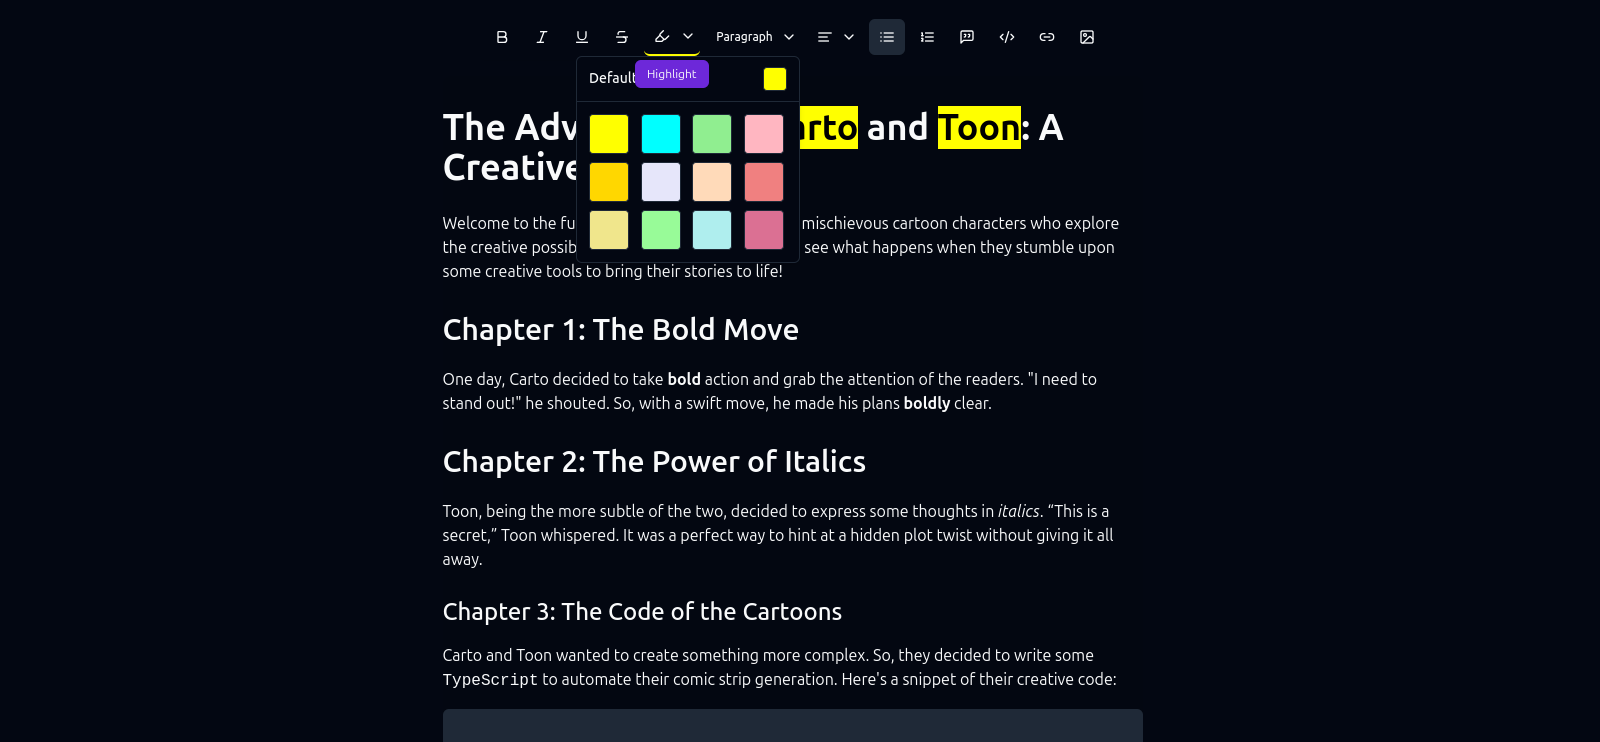 Paragraph
Default
Highlight
The Adv arto and Toon: A
Creative
Welcome to the fu mischievous cartoon characters who explore
the creative possib see what happens when they stumble upon
some creative tools to bring their stories to life!
Chapter 1: The Bold Move
One day, Carto decided to take bold action and grab the attention of the readers. "I need to
stand out!" he shouted. So, with a swift move, he made his plans boldly clear.
Chapter 2: The Power of Italics
Toon, being the more subtle of the two, decided to express some thoughts in italics. “This is a
secret,” Toon whispered. It was a perfect way to hint at a hidden plot twist without giving it all
away.
Chapter 3: The Code of the Cartoons
Carto and Toon wanted to create something more complex. So, they decided to write some
TypeScript to automate their comic strip generation. Here's a snippet of their creative code: